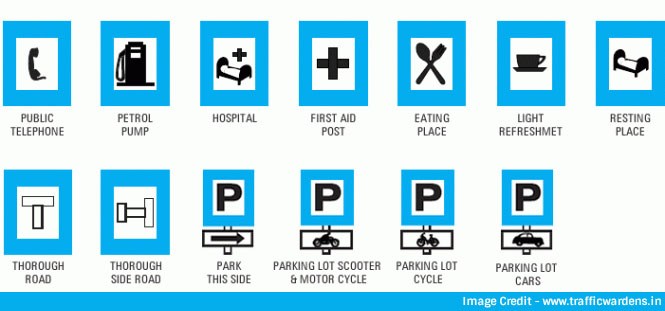 PUBLIC
TELEPHONE
PETROL
PUMP
HOSPITAL
FIRST AID
POST
EATING
PLACE
LIGHT
REFRESHMET
RESTING
PLACE
P
P
P
P
THOROUGH
ROAD
THOROUGH
SIDE ROAD
PARK
THIS SIDE
PARKING LOT SCOOTER
& MOTOR CYCLE
PARKING LOT
CYCLE
PARKING LOT
CARS
Image Credit - www.trafficwardens.in